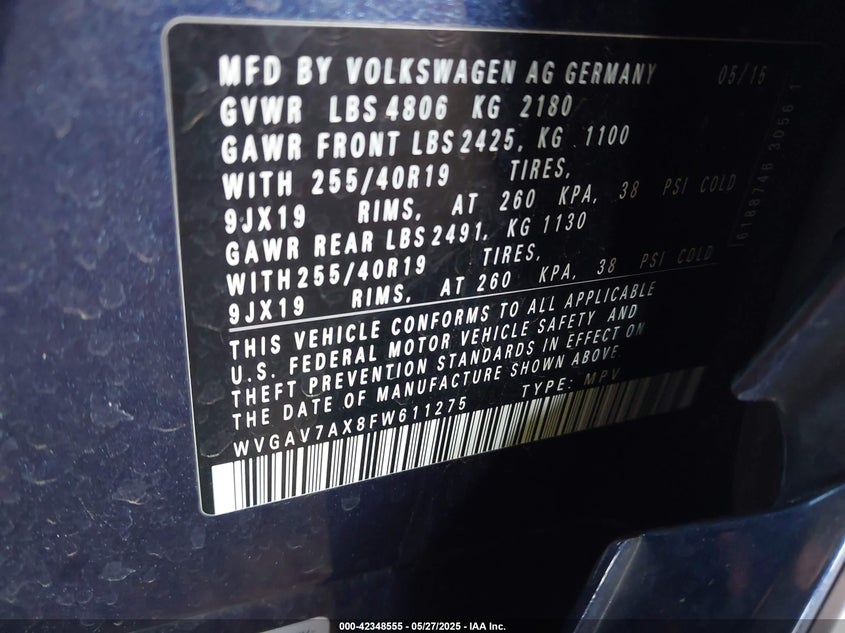 MFD BY VOLKSWAGEN AG GERMANY 05/15
GVWR LBS 4806 KG 2180
GAWR FRONT LBS 2425, KG 1100
WITH 255/40R19 TIRES,
9JX19 RIMS, AT 260 KPA, 38 PSI COLD
GAWR REAR LBS 2491, KG 1130
WITH 255/40R19 TIRES,
9JX19 RIMS, AT 260 KPA, 38 PSI COLD
THIS VEHICLE CONFORMS TO ALL APPLICABLE
U.S. FEDERAL MOTOR VEHICLE SAFETY AND
THEFT PREVENTION STANDARDS IN EFFECT ON
THE DATE OF MANUFACTURE SHOWN ABOVE.
WVGAV7AX8FW611275 TYPE: MPV
6188746 3056 1
000-42348555 — 05/27/2025 — IAA Inc.